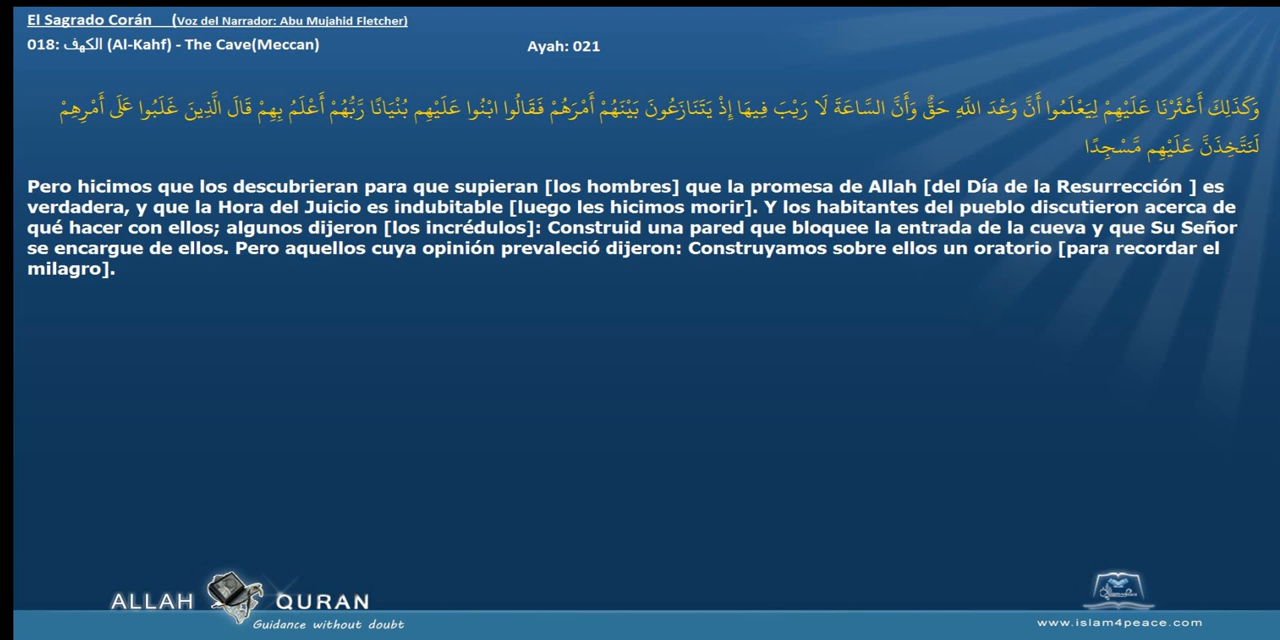 El Sagrado Corán (Voz del Narrador: Abu Mujahid Fletcher)
018: الكهف (Al-Kahf) - The Cave(Meccan) Ayah: 021
وَكَذَلِكَ أَعْثَرْنَا عَلَيْهِمْ لِيَعْلَمُوا أَنَّ وَعْدَ اللَّهِ حَقٌّ وَأَنَّ السَّاعَةَ لَا رَيْبَ فِيهَا إِذْ يَتَنَازَعُونَ بَيْنَهُمْ أَمْرَهُمْ فَقَالُوا ابْنُوا عَلَيْهِم بُنْيَانًا رَّبُّهُمْ أَعْلَمُ بِهِمْ قَالَ الَّذِينَ غَلَبُوا عَلَى أَمْرِهِمْ
لَنَتَّخِذَنَّ عَلَيْهِم مَّسْجِدًا
Pero hicimos que los descubrieran para que supieran [los hombres] que la promesa de Allah [del Día de la Resurrección ] es
verdadera, y que la Hora del Juicio es indubitable [luego les hicimos morir]. Y los habitantes del pueblo discutieron acerca de
qué hacer con ellos; algunos dijeron [los incrédulos]: Construid una pared que bloquee la entrada de la cueva y que Su Señor
se encargue de ellos. Pero aquellos cuya opinión prevaleció dijeron: Construyamos sobre ellos un oratorio [para recordar el
milagro].
ALLAH QURAN
Guidance without doubt
www.islam4peace.com